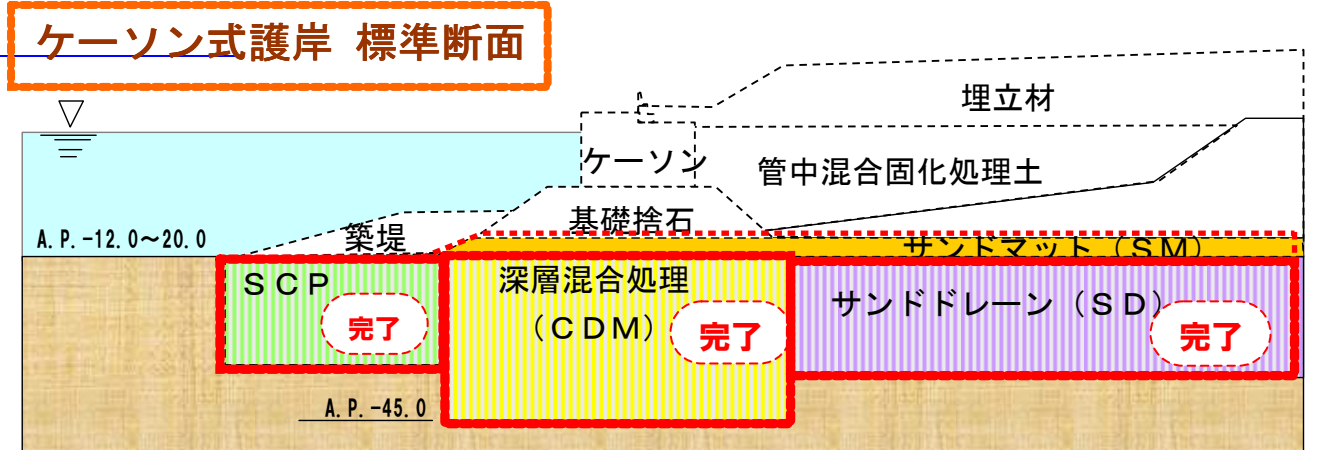 ケーソン式護岸 標準断面
埋立材
ケーソン
管中混合固化処理土
基礎捨石
A.P.-12.0～20.0
築堤
サンドマット（SM）
SCP
完了
深層混合処理
（CDM）
完了
サンドドレーン（SD）
完了
A.P.-45.0